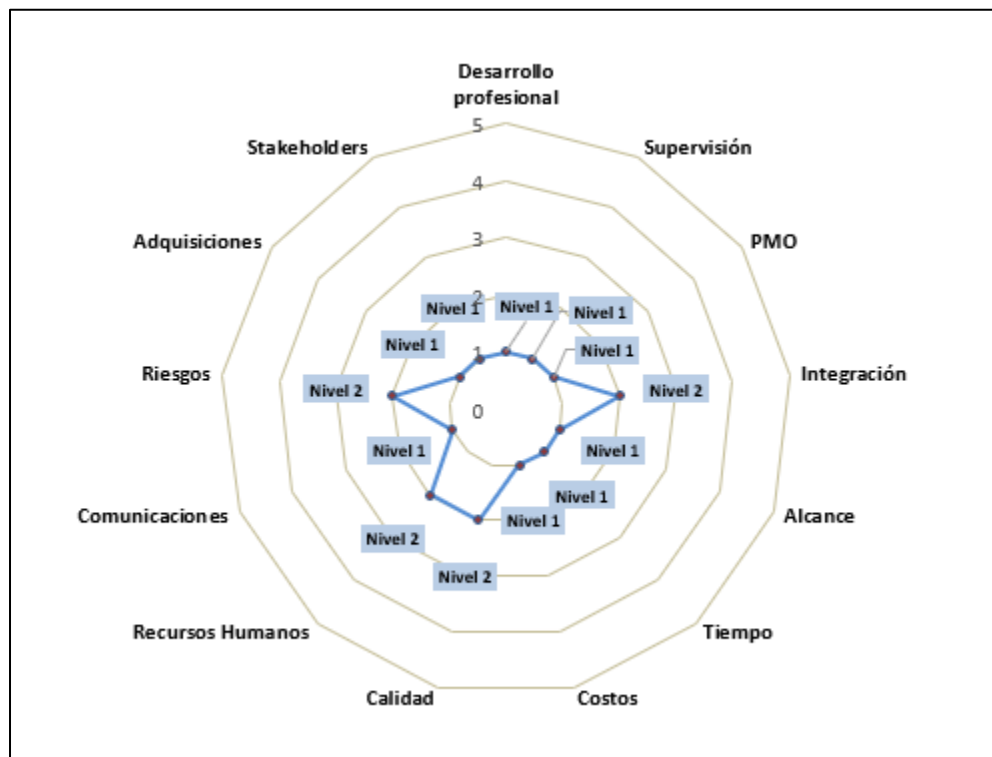 Desarrollo
profesional
Stakeholders
5
Supervisión
4
Adquisiciones
PMO
3
2
Nivel 1
Nivel 1
Nivel 1
Nivel 1
1
Nivel 1
Riesgos
Nivel 2
Nivel 2
Integración
0
Nivel 1
Nivel 1
Nivel 1
Comunicaciones
Alcance
Nivel 1
Nivel 2
Nivel 2
Recursos Humanos
Tiempo
Calidad
Costos